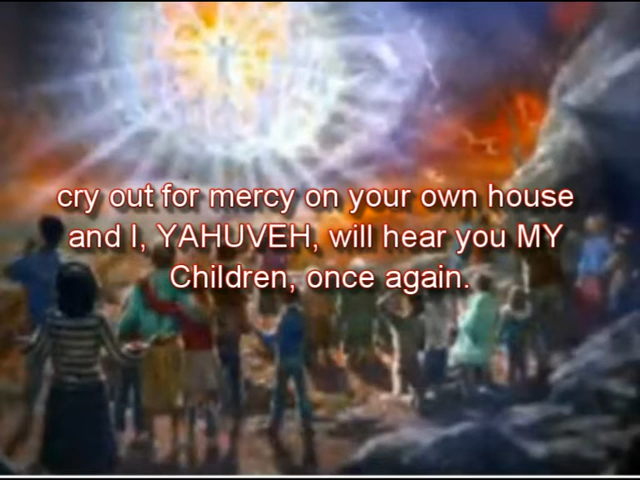 cry out for mercy on your own house
and I, YAHUVEH, will hear you MY
Children, once again.